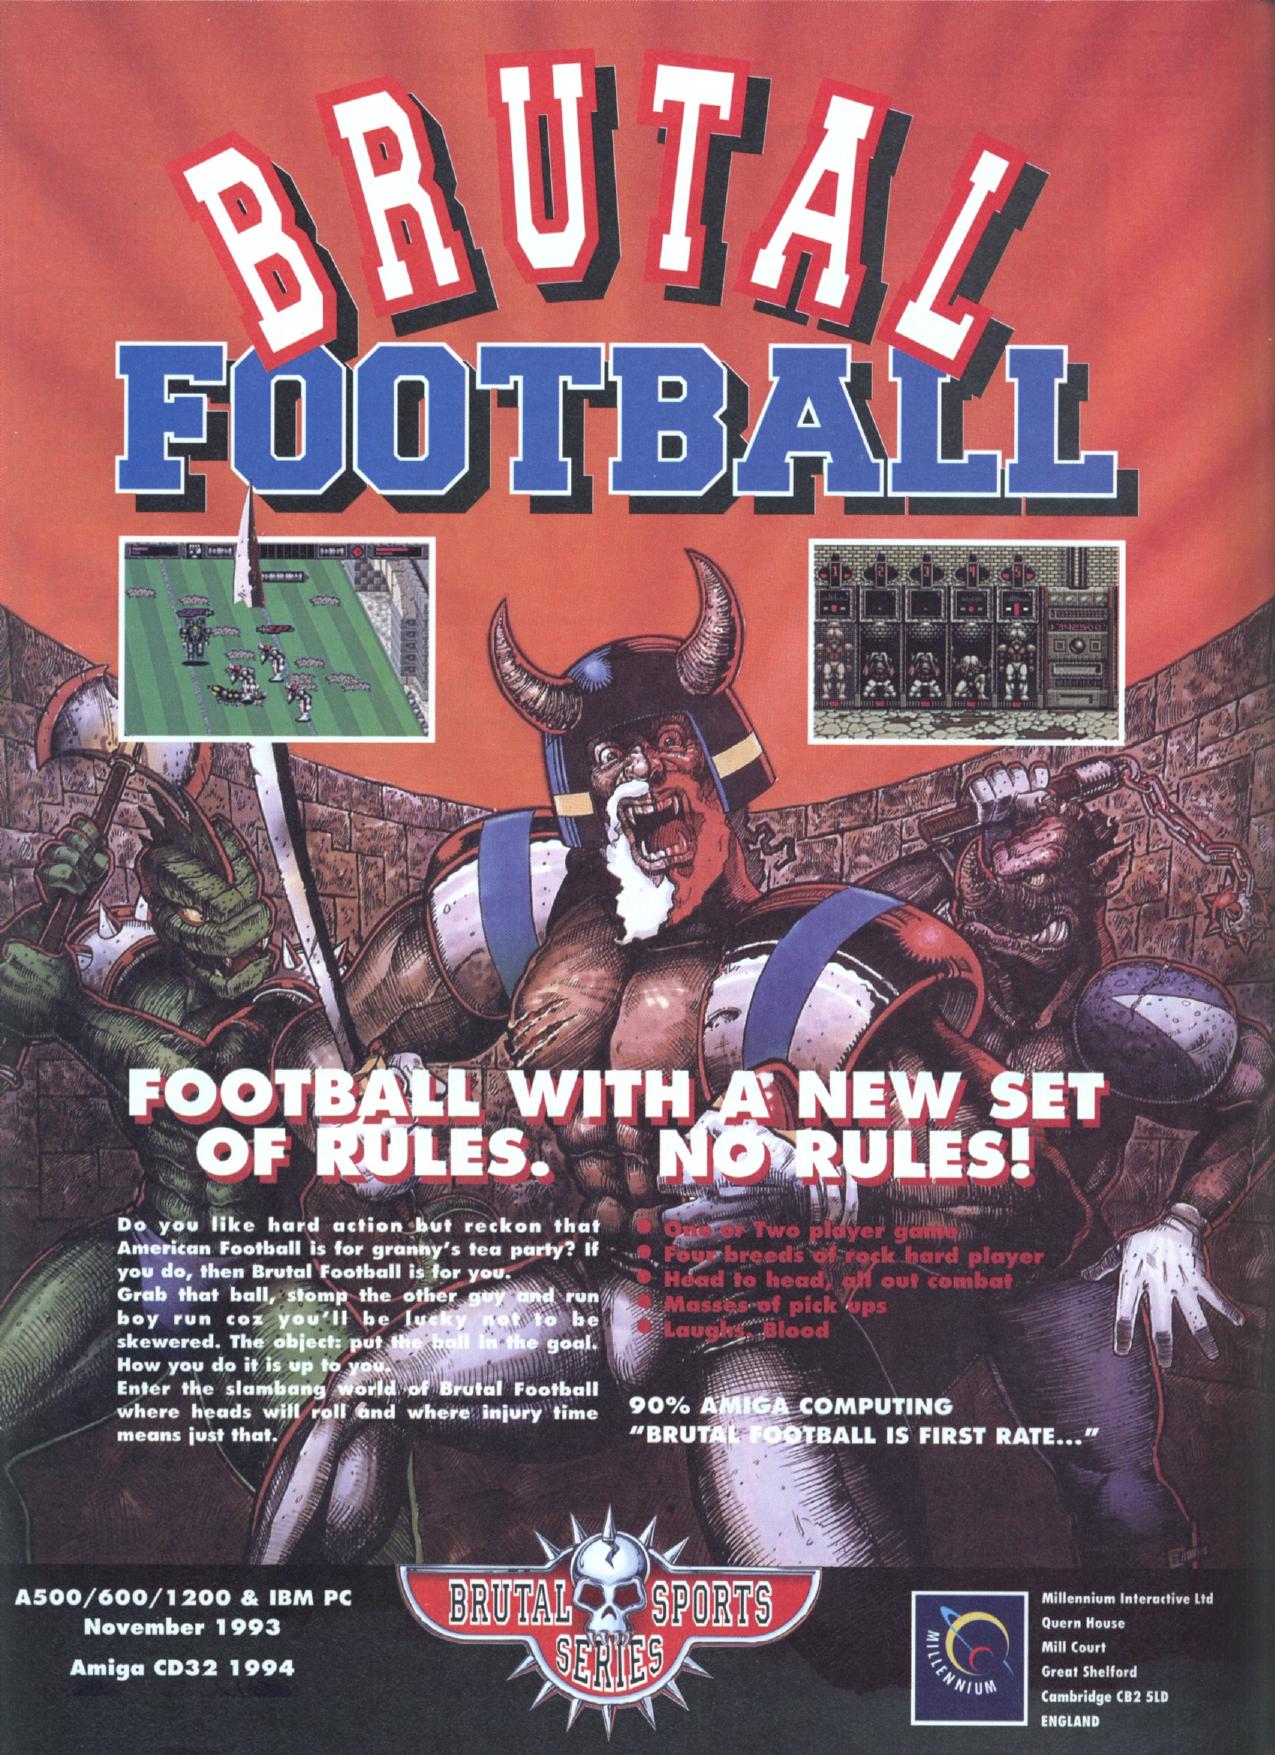 BRUTAL
FOOTBALL
FOOTBALL WITH A NEW SET
OF RULES. NO RULES!
Do you like hard action but reckon that
American Football is for granny's tea party? If
you do, then Brutal Football is for you.
Grab that ball, stomp the other guy and run
boy run coz you'll be lucky not to be
skewered. The object: put the ball in the goal.
How you do it is up to you.
Enter the slambang world of Brutal Football
where heads will roll and where injury time
means just that.
• One or Two player game
• Four breeds of rock hard player
• Head to head, all out combat
• Masses of pick ups
• Laughs. Blood
90% AMIGA COMPUTING
"BRUTAL FOOTBALL IS FIRST RATE..."
A500/600/1200 & IBM PC
November 1993
Amiga CD32 1994
BRUTAL SPORTS
SERIES
MILLENNIUM
Millennium Interactive Ltd
Quern House
Mill Court
Great Shelford
Cambridge CB2 5LD
ENGLAND